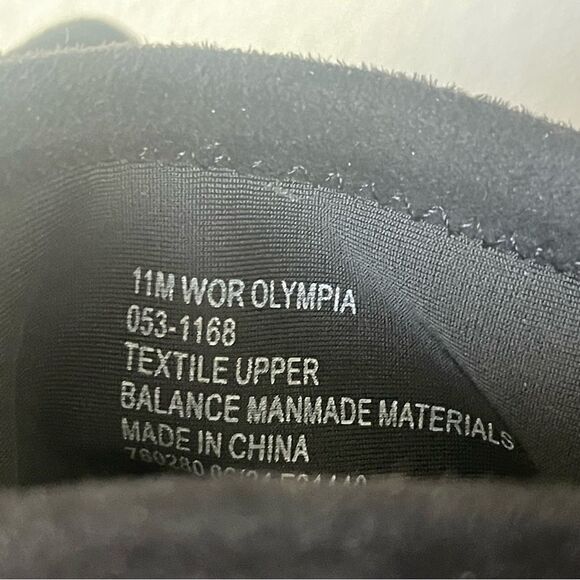 11M WOR OLYMPIA
053-1168
TEXTILE UPPER
BALANCE MANMADE MATERIALS
MADE IN CHINA